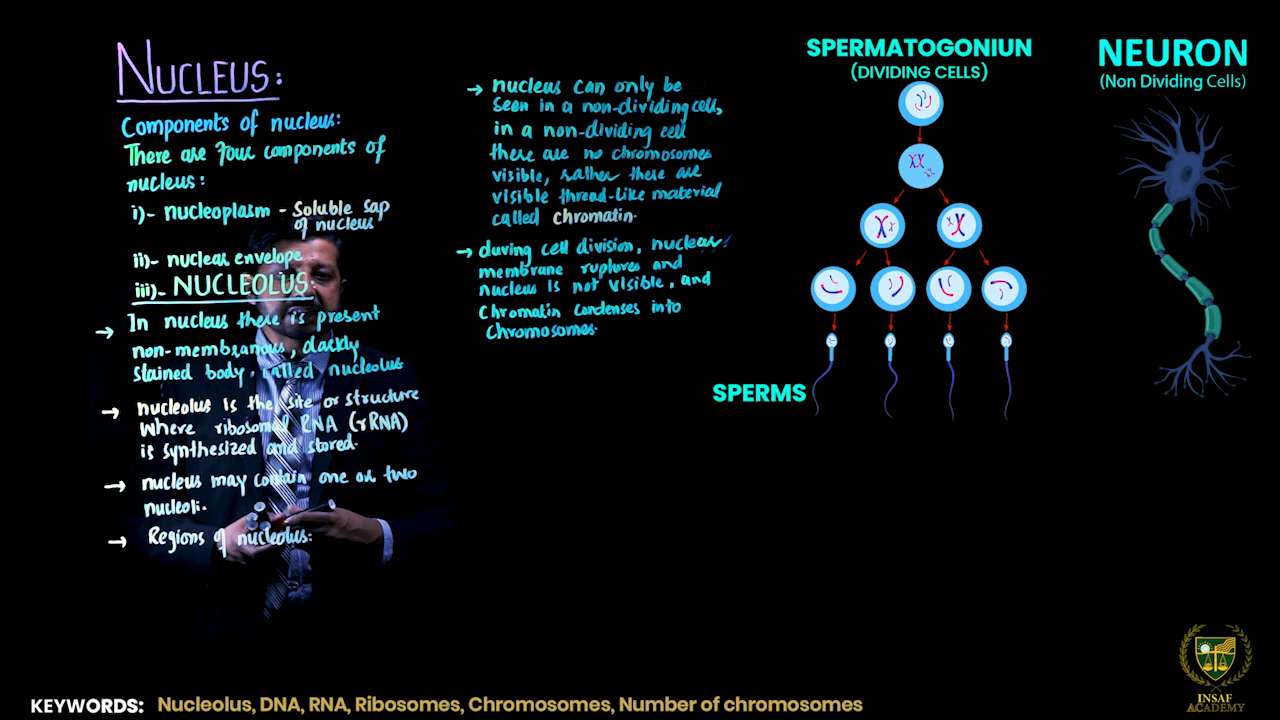 NUCLEUS:
Components of nucleus:
There are four components of
nucleus:
i)- nucleoplasm - Soluble sap
of nucleus
ii)- nuclear envelope
iii)- NUCLEOLUS:
→ In nucleus there is present
non-membranous, darkly
stained body, called nucleolus
→ nucleolus is the site or structure
where ribosomal RNA (rRNA)
is synthesized and stored.
→ nucleus may contain one or two
nucleoli.
→ Regions of nucleolus:
→ nucleus can only be
seen in a non-dividing cell,
in a non-dividing cell
there are no chromosomes
visible, rather there are
visible thread-like material
called chromatin.
→ during cell division, nuclear
membrane ruptures and
nucleus is not visible, and
Chromatin condenses into
Chromosomes.
SPERMATOGONIUN
(DIVIDING CELLS)
SPERMS
NEURON
(Non Dividing Cells)
INSAF
ACADEMY
KEYWORDS: Nucleolus, DNA, RNA, Ribosomes, Chromosomes, Number of chromosomes